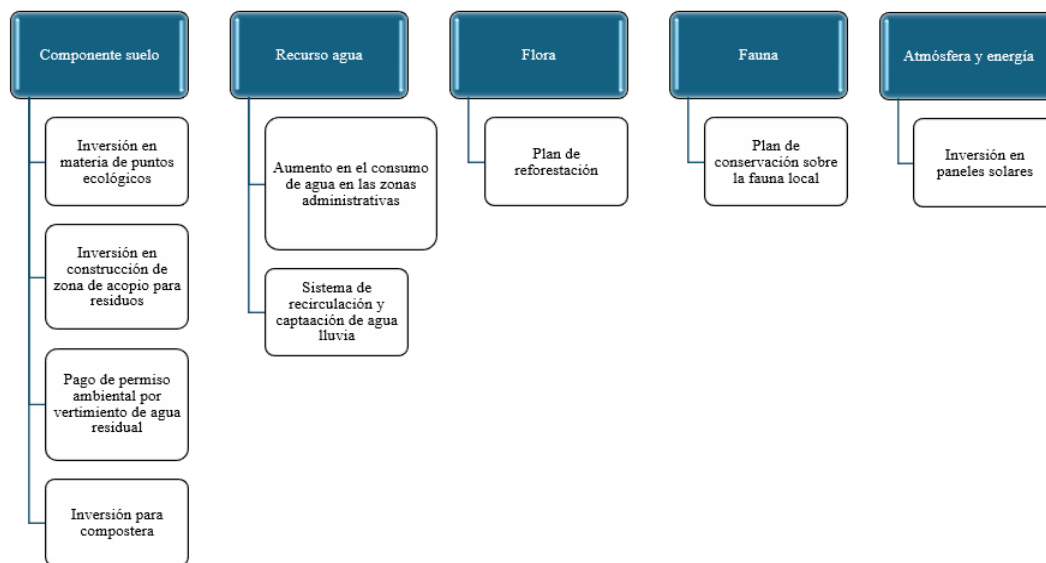 Componente suelo
Inversión en
materia de puntos
ecológicos
Inversión en
construcción de
zona de acopio para
residuos
Pago de permiso
ambiental por
vertimiento de agua
residual
Inversión para
compostera
Recurso agua
Aumento en el consumo
de agua en las zonas
administrativas
Sistema de
recirculación y
captaación de agua
lluvia
Flora
Plan de
reforestación
Fauna
Plan de
conservación sobre
la fauna local
Atmósfera y energía
Inversión en
paneles solares